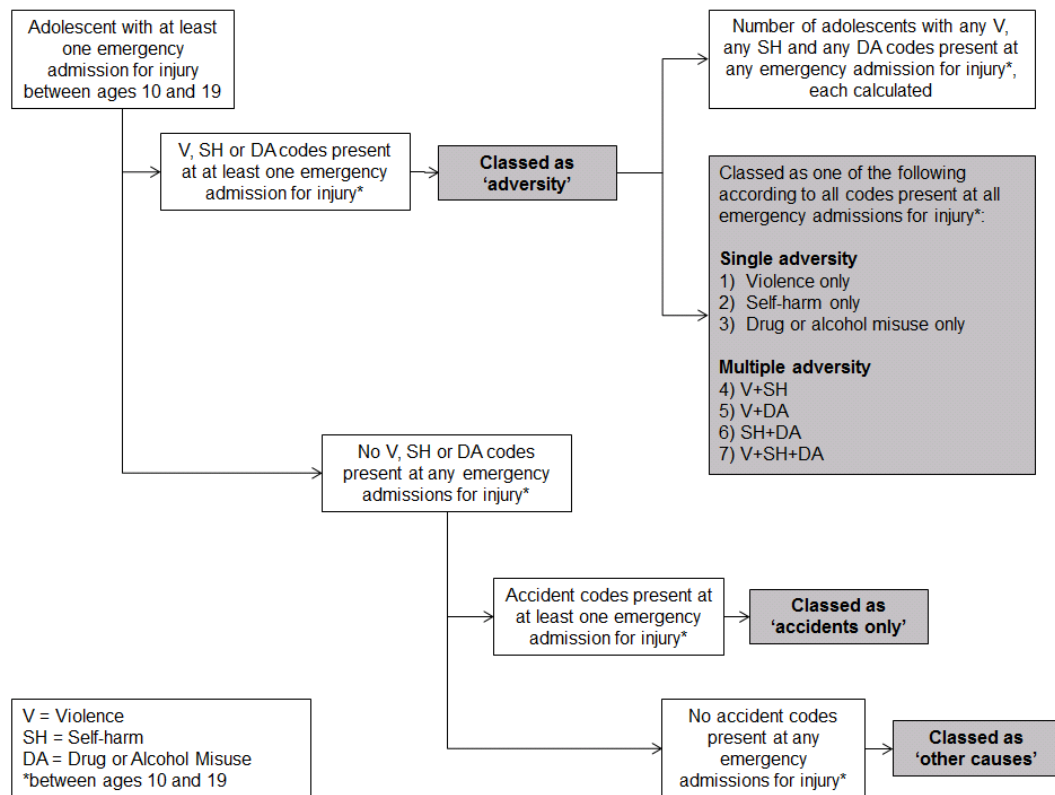 Adolescent with at least
one emergency
admission for injury
between ages 10 and 19
Number of adolescents with any V,
any SH and any DA codes present at
any emergency admission for injury*,
each calculated
V, SH or DA codes present
at at least one emergency
admission for injury*
Classed as
‘adversity’
Classed as one of the following
according to all codes present at all
emergency admissions for injury*:
Single adversity
1) Violence only
2) Self-harm only
3) Drug or alcohol misuse only
Multiple adversity
4) V+SH
5) V+DA
6) SH+DA
7) V+SH+DA
No V, SH or DA codes
present at any emergency
admissions for injury*
Accident codes present at
at least one emergency
admission for injury*
Classed as
‘accidents only’
No accident codes
present at any
emergency
admissions for injury*
Classed as
‘other causes’
V = Violence
SH = Self-harm
DA = Drug or Alcohol Misuse
*between ages 10 and 19